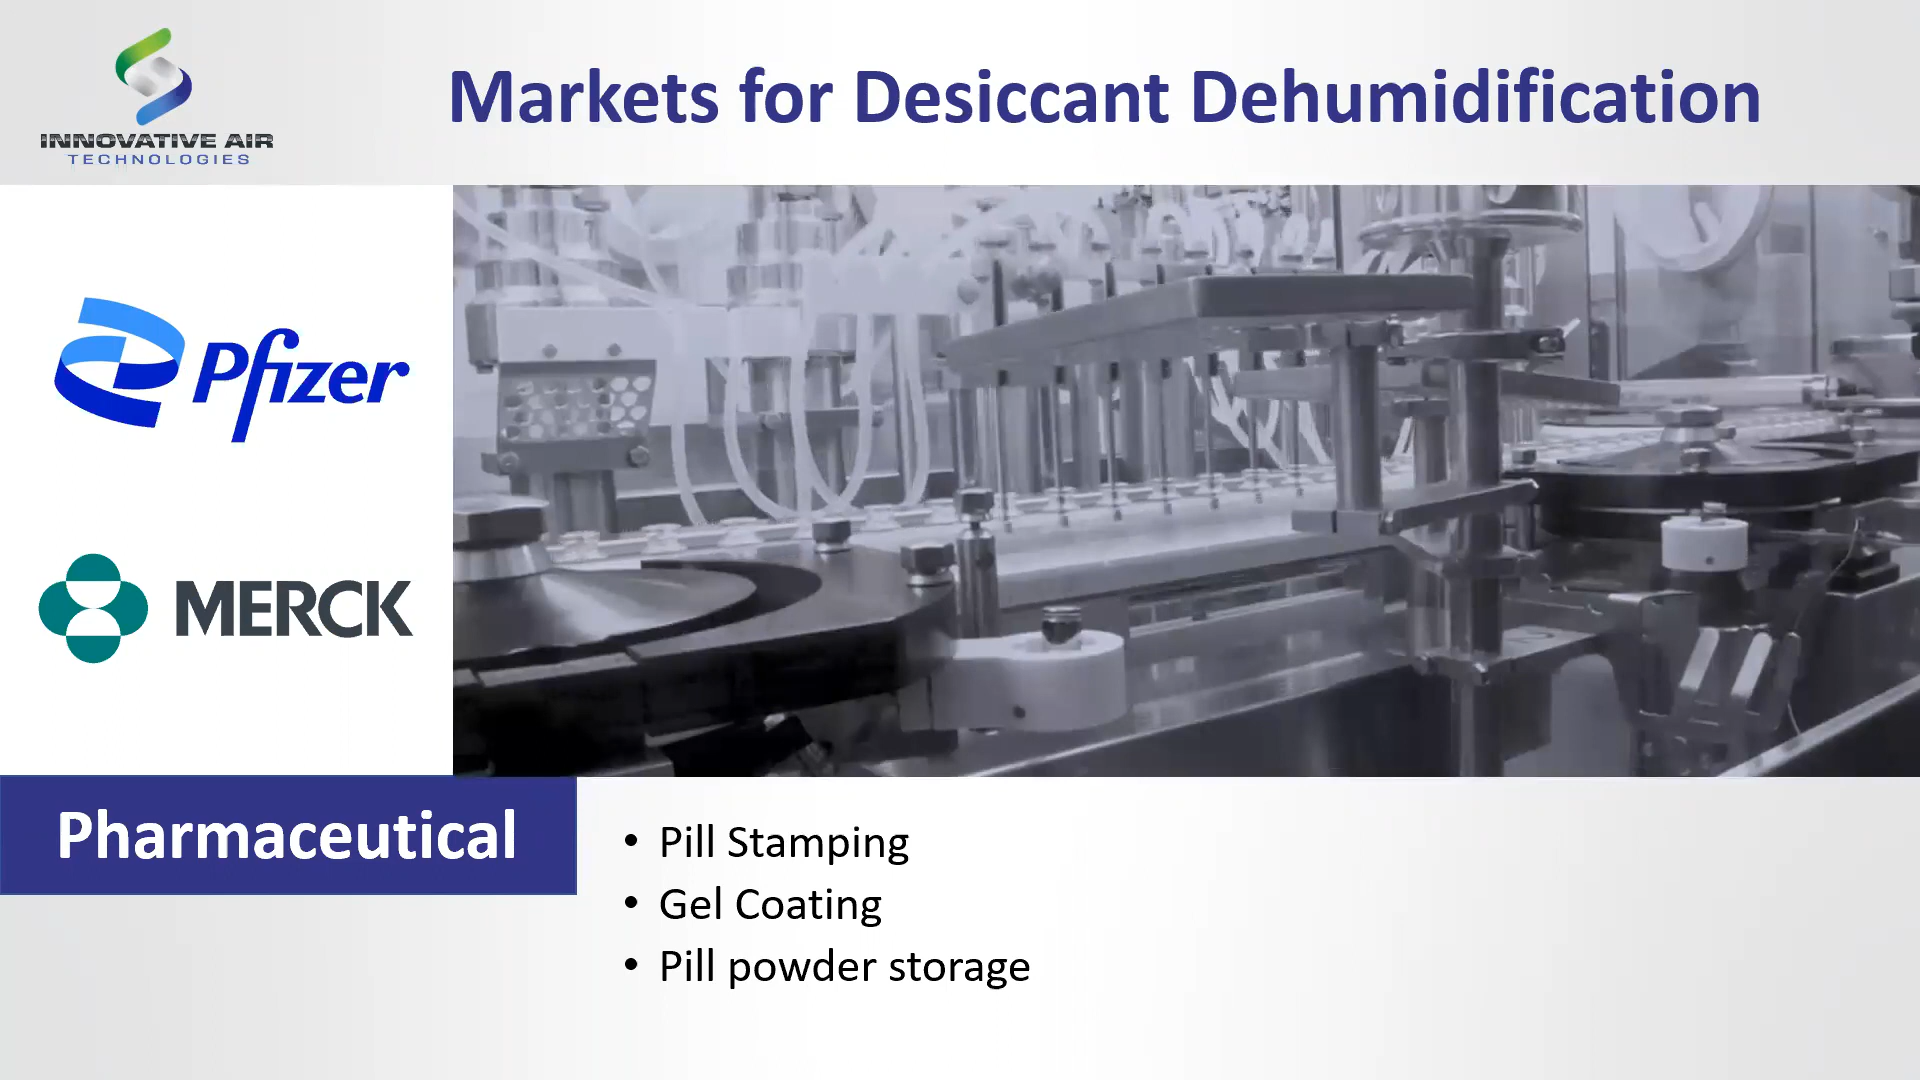 INNOVATIVE AIR
TECHNOLOGIES
Markets for Desiccant Dehumidification
Pfizer
MERCK
Pharmaceutical
• Pill Stamping
• Gel Coating
• Pill powder storage